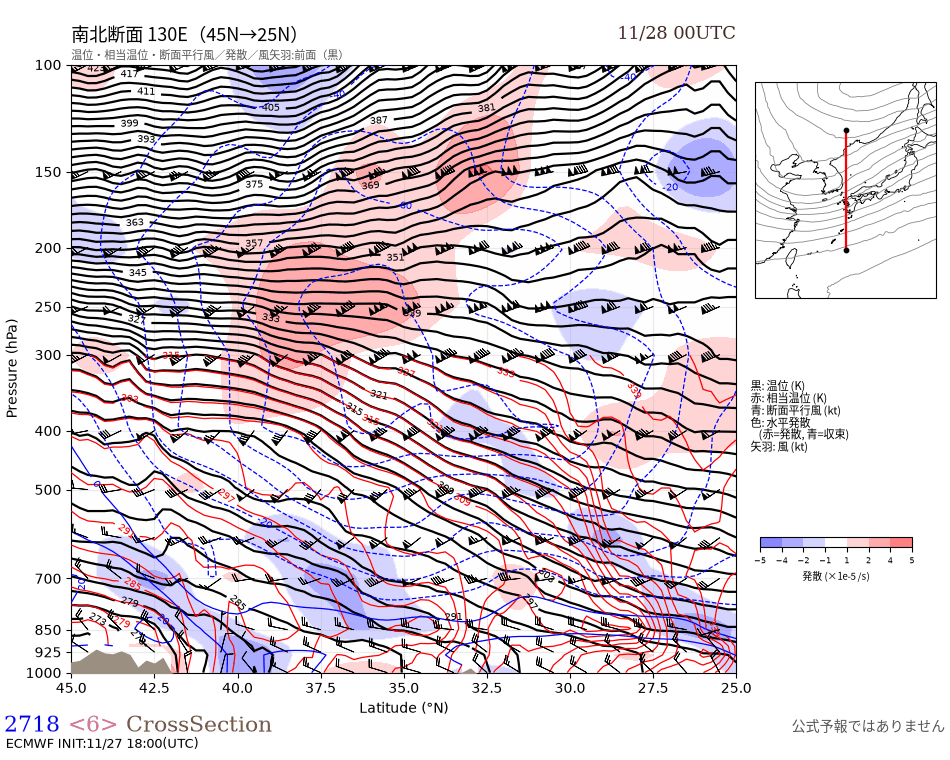 南北断面 130E（45N→25N）
11/28 00UTC
温位・相当温位・断面平行風／発散／風矢羽:前面（黒）
100
150
200
250
300
400
500
700
850
925
1000
Pressure (hPa)
45.0 42.5 40.0 37.5 35.0 32.5 30.0 27.5 25.0
Latitude (°N)
417
411
405
399
393
387
381
375
369
363
357
351
345
333
321
315
297
285
279
273
291
-20
-40
黒: 温位 (K)
赤: 相当温位 (K)
青: 断面平行風 (kt)
色: 水平発散
(赤=発散, 青=収束)
矢羽: 風 (kt)
−5 −4 −2 −1 1 2 4 5
発散 (×1e-5 /s)
2718 <6> CrossSection
公式予報ではありません
ECMWF INIT:11/27 18:00(UTC)